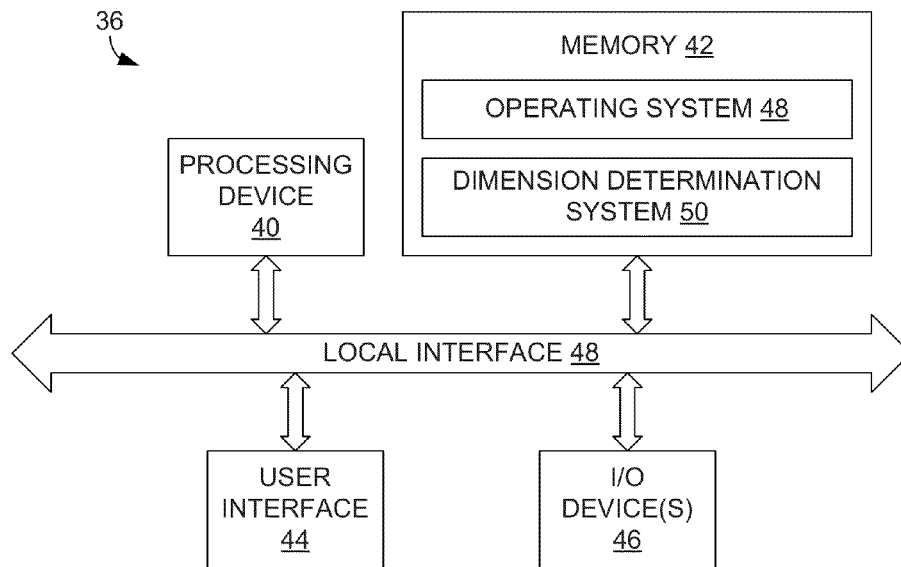 36
MEMORY 42
OPERATING SYSTEM 48
PROCESSING
DEVICE
40
DIMENSION DETERMINATION
SYSTEM 50
LOCAL INTERFACE 48
USER
INTERFACE
44
I/O
DEVICE(S)
46